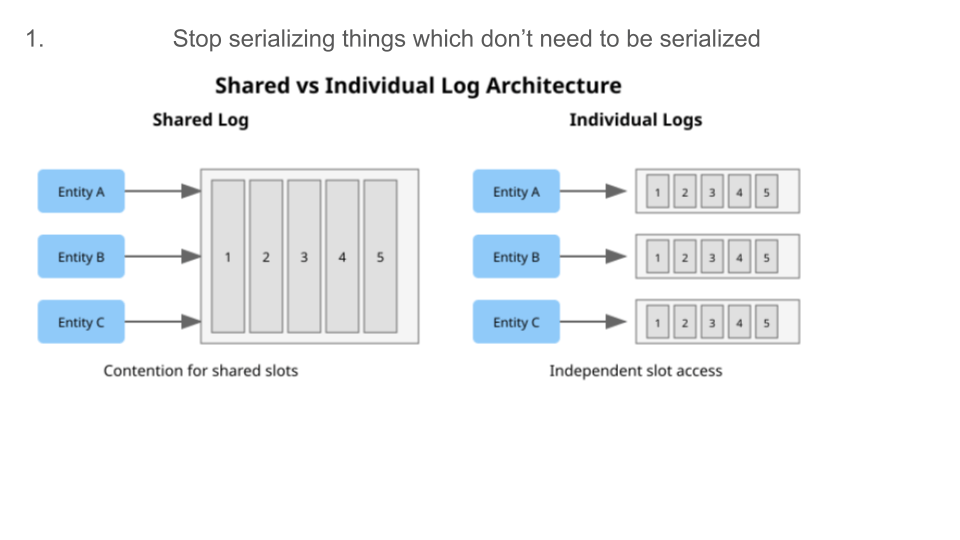 1. Stop serializing things which don’t need to be serialized
Shared vs Individual Log Architecture
Shared Log
Individual Logs
Entity A
Entity B
Entity C
1 2 3 4 5
Contention for shared slots
Entity A
1 2 3 4 5
Entity B
1 2 3 4 5
Entity C
1 2 3 4 5
Independent slot access